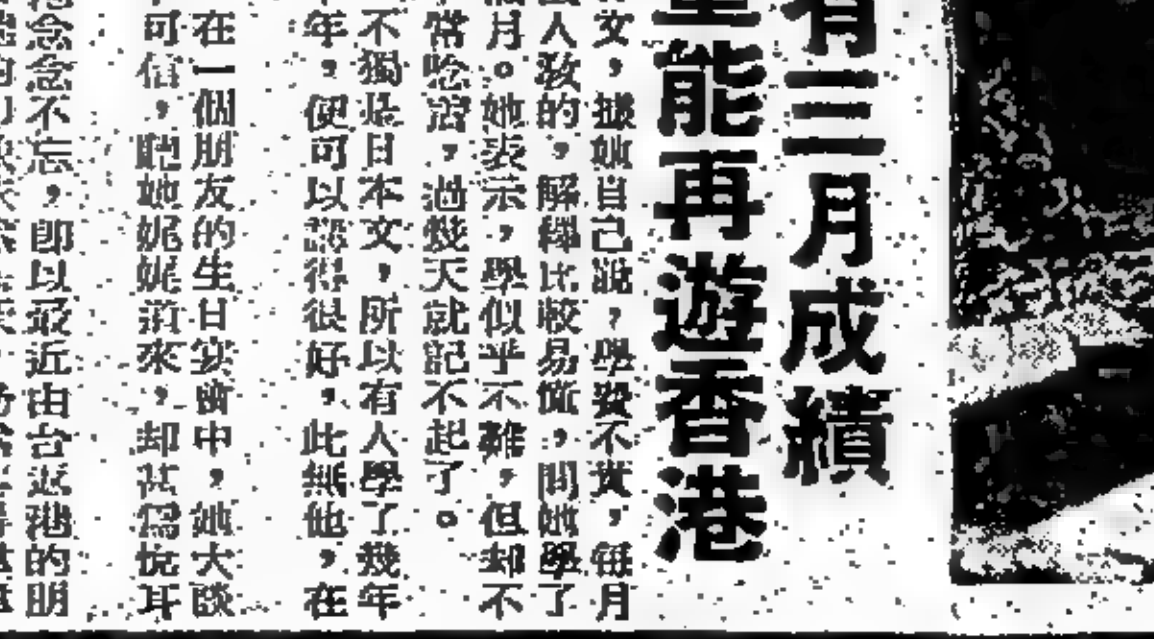 有三月成績
能再遊香港
文，據她自己說，學費不貴，每月
人教的，解釋比較易懂，問她學了
月。她表示，學似乎不難，但却不
常唸習，過幾天就記不起了。
不獨是日本文，所以有人學了幾年
年，便可以說得很好，此無他，在
在一個朋友的生日宴會中，她大談
可信，聽她娓娓道來，却甚為悅耳
念念不忘，即以最近由台返港的朋